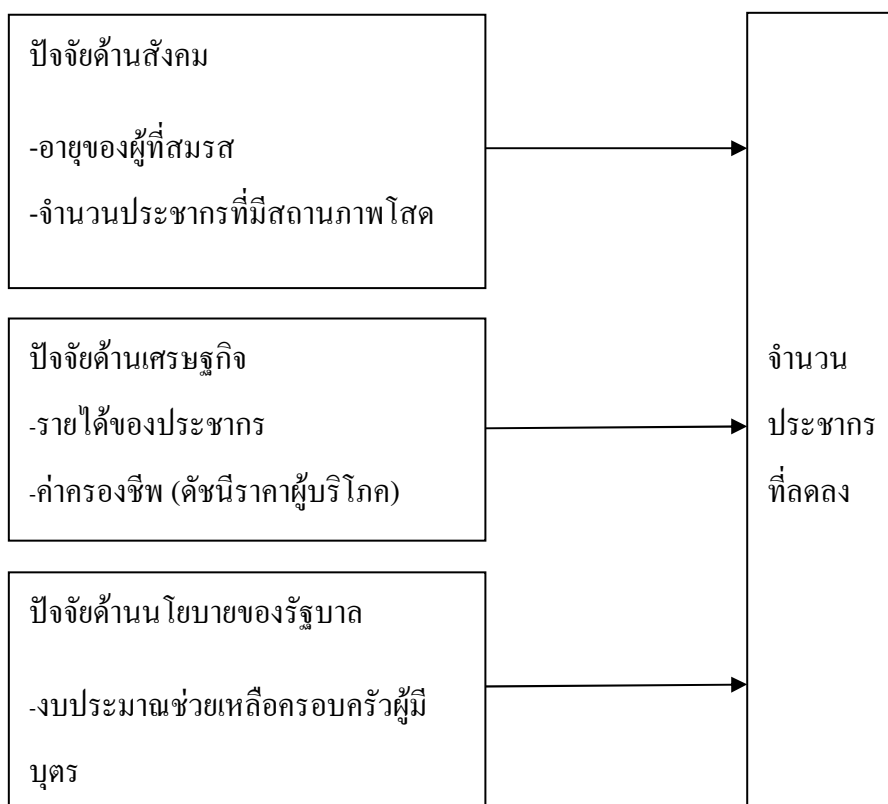 ปัจจัยด้านสังคม
-อายุของผู้ที่สมรส
-จำนวนประชากรที่มีสถานภาพโสด
ปัจจัยด้านเศรษฐกิจ
-รายได้ของประชากร
-ค่าครองชีพ (ดัชนีราคาผู้บริโภค)
ปัจจัยด้านนโยบายของรัฐบาล
-งบประมาณช่วยเหลือครอบครัวผู้มี
บุตร
จำนวน
ประชากร
ที่ลดลง